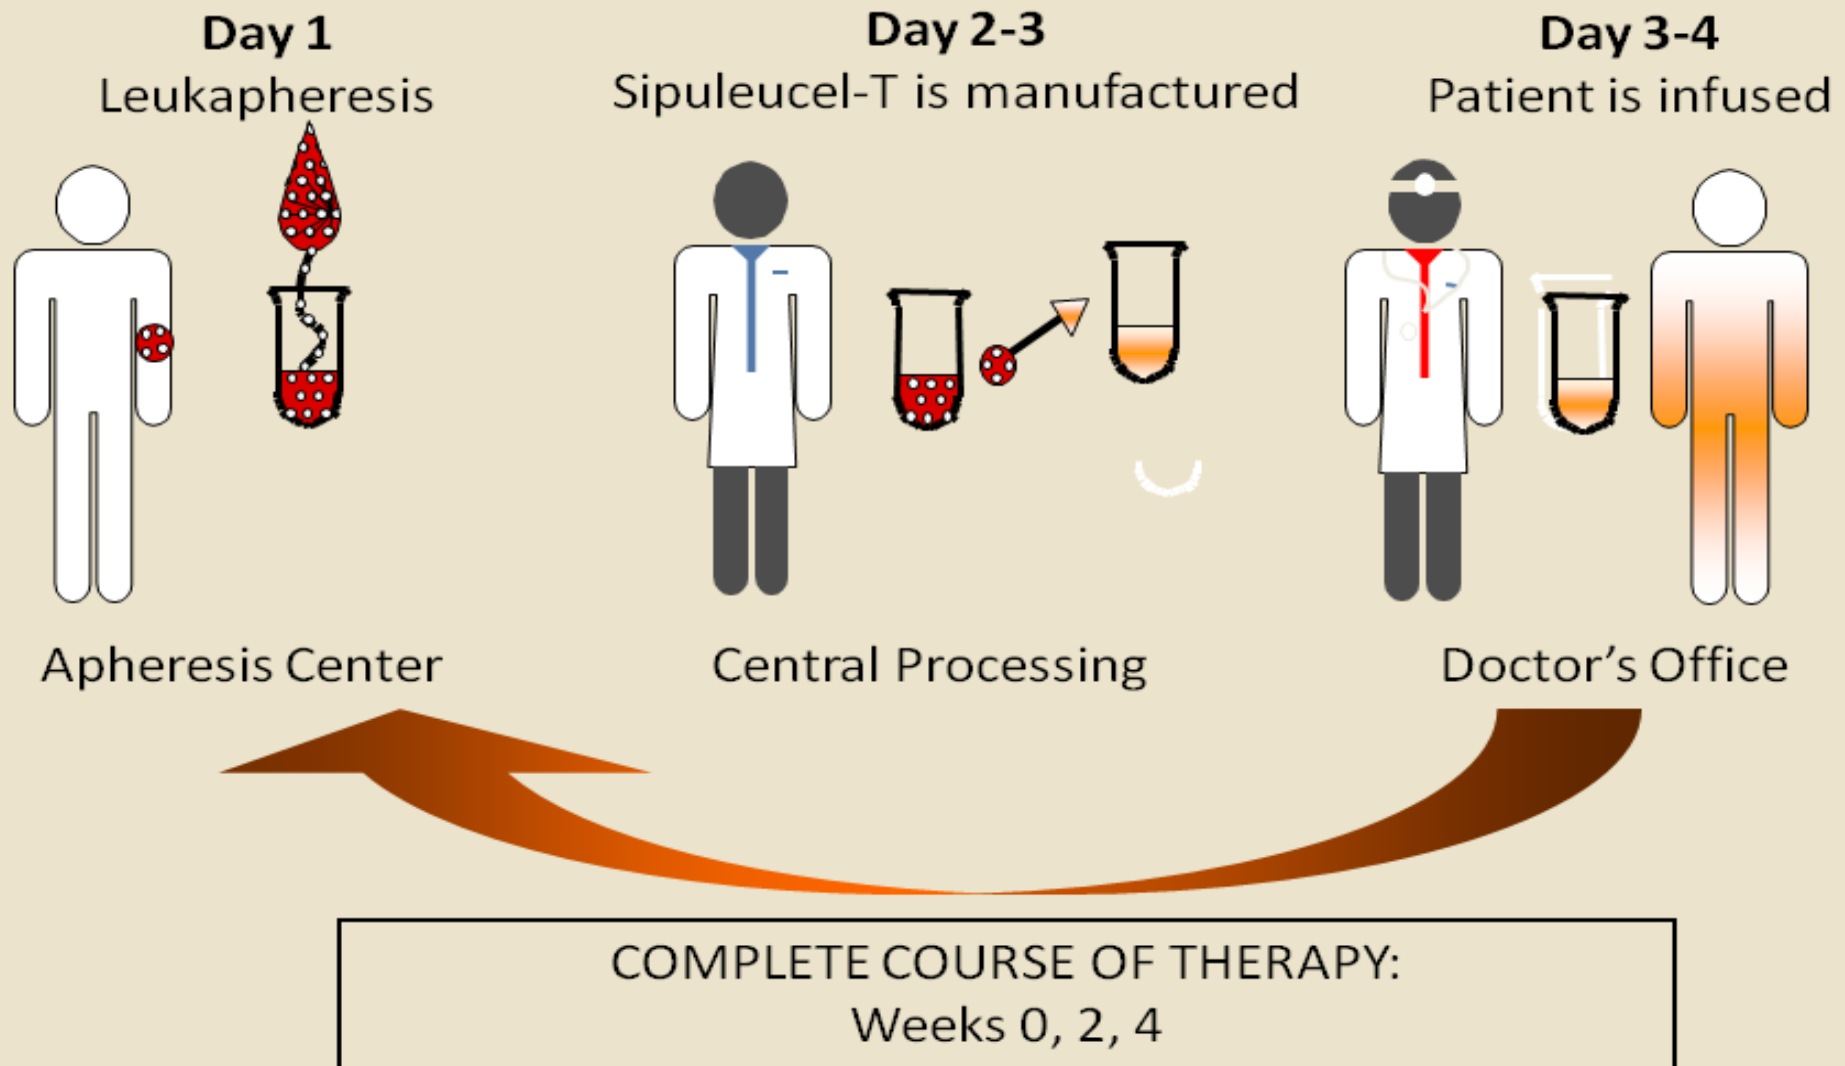 Day 1
Leukapheresis
Day 2-3
Sipuleucel-T is manufactured
Day 3-4
Patient is infused
Apheresis Center
Central Processing
Doctor’s Office
COMPLETE COURSE OF THERAPY:
Weeks 0, 2, 4